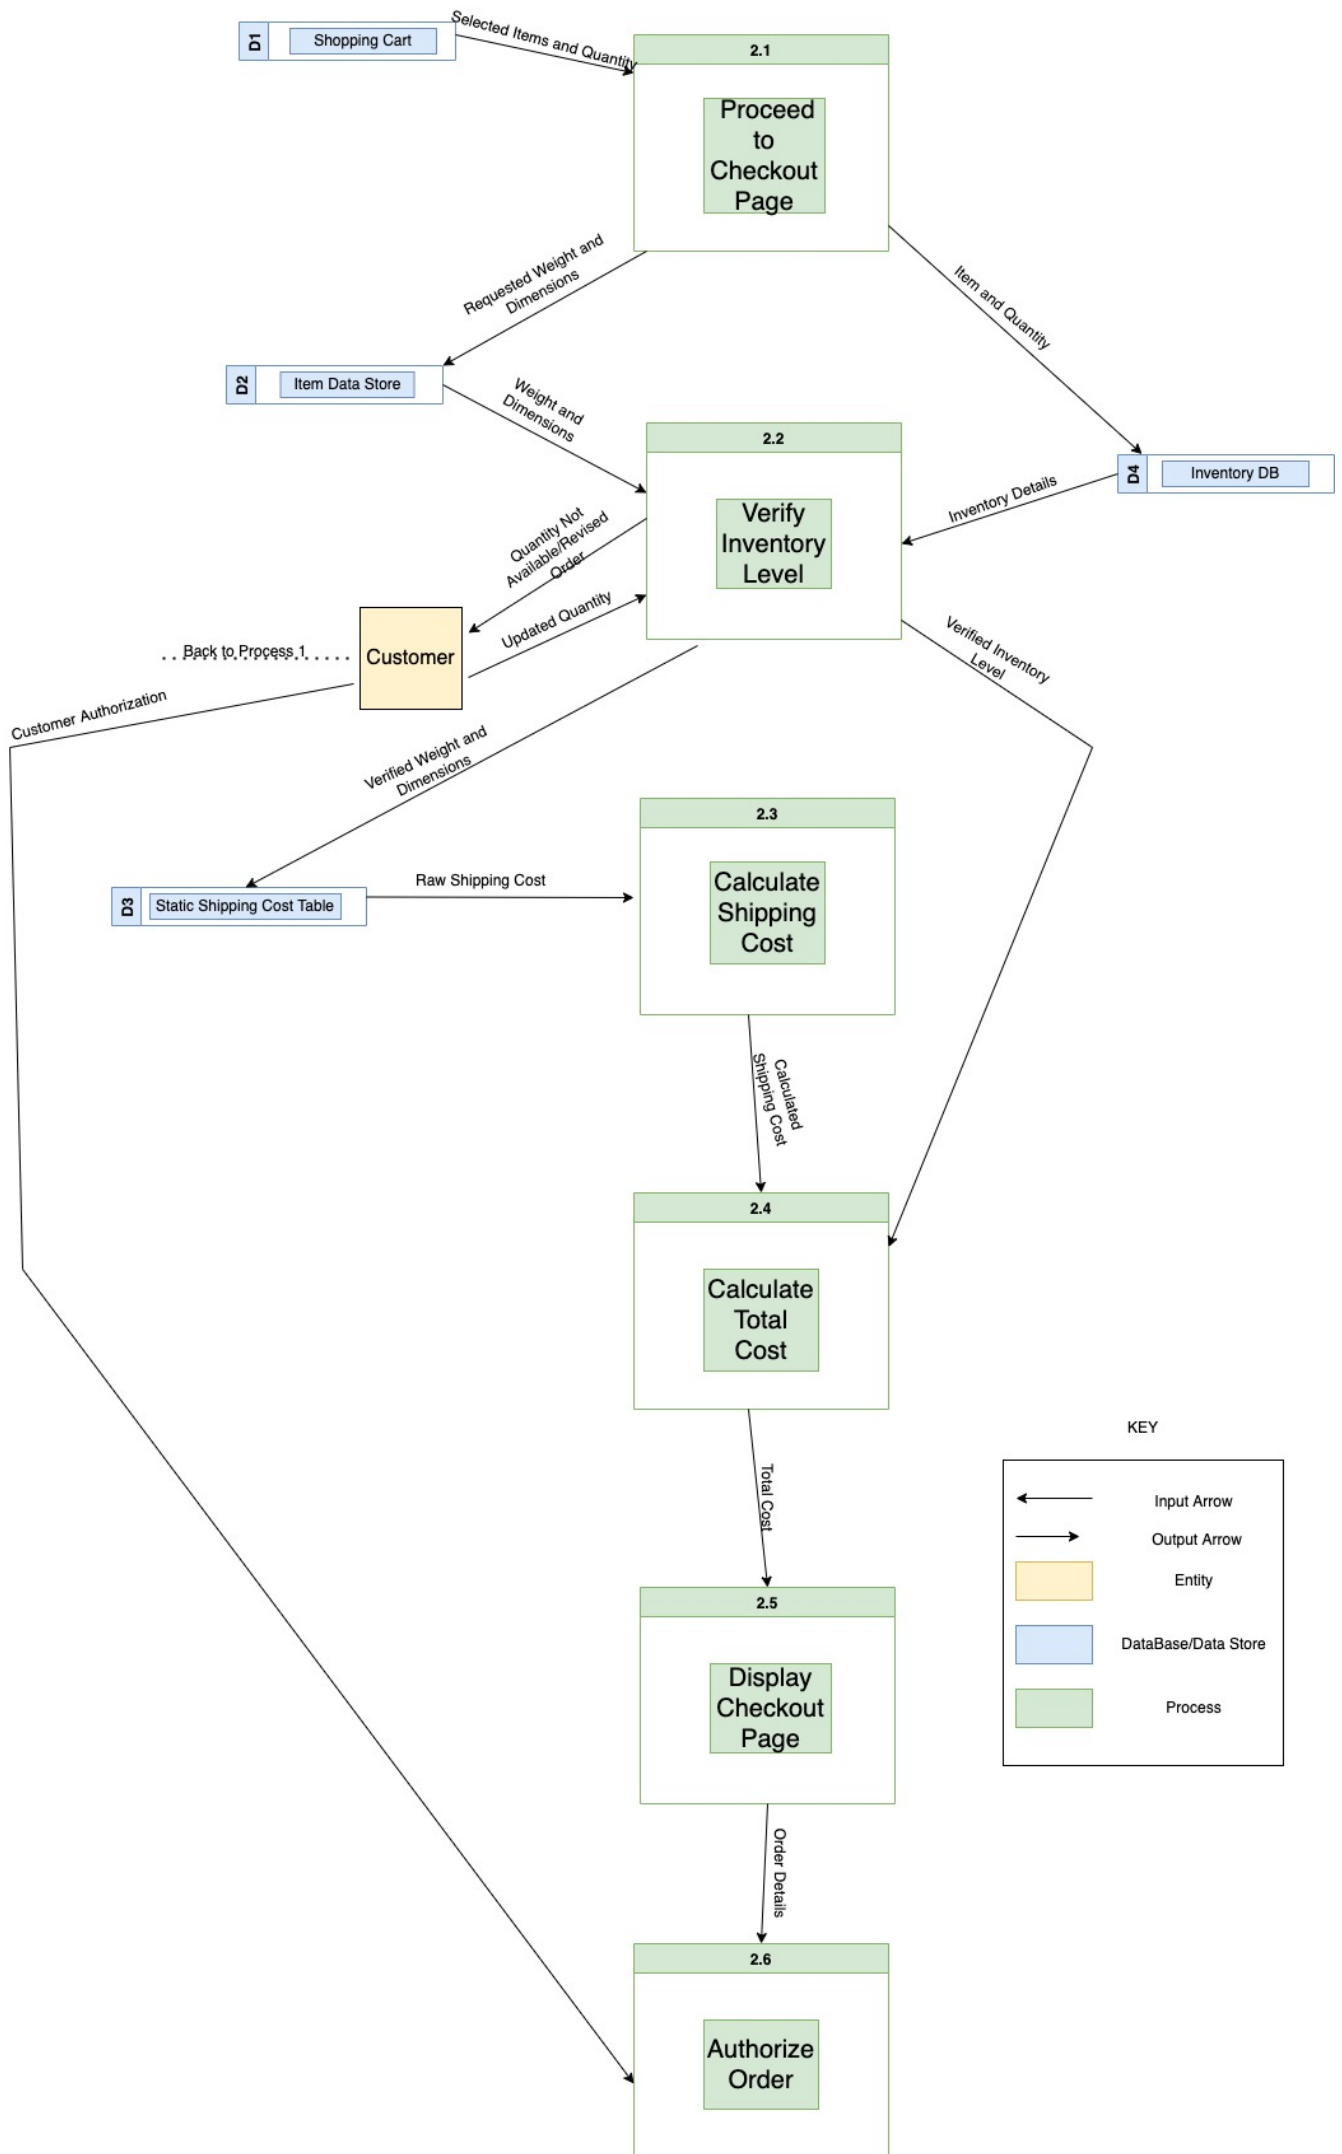 Selected Items and Quantity
D1
Shopping Cart
2.1
Proceed
to
Checkout
Page
Requested Weight and
Dimensions
Item and Quantity
D2
Item Data Store
Weight and
Dimensions
2.2
Verify
Inventory
Level
D4
Inventory DB
Inventory Details
Quantity Not
Available/Revised
Order
Updated Quantity
Customer
Back to Process 1
Customer Authorization
Verified Inventory
Level
Verified Weight and
Dimensions
2.3
Calculate
Shipping
Cost
D3
Static Shipping Cost Table
Raw Shipping Cost
Calculated
Shipping Cost
2.4
Calculate
Total
Cost
Total Cost
KEY
Input Arrow
Output Arrow
Entity
DataBase/Data Store
Process
2.5
Display
Checkout
Page
Order Details
2.6
Authorize
Order